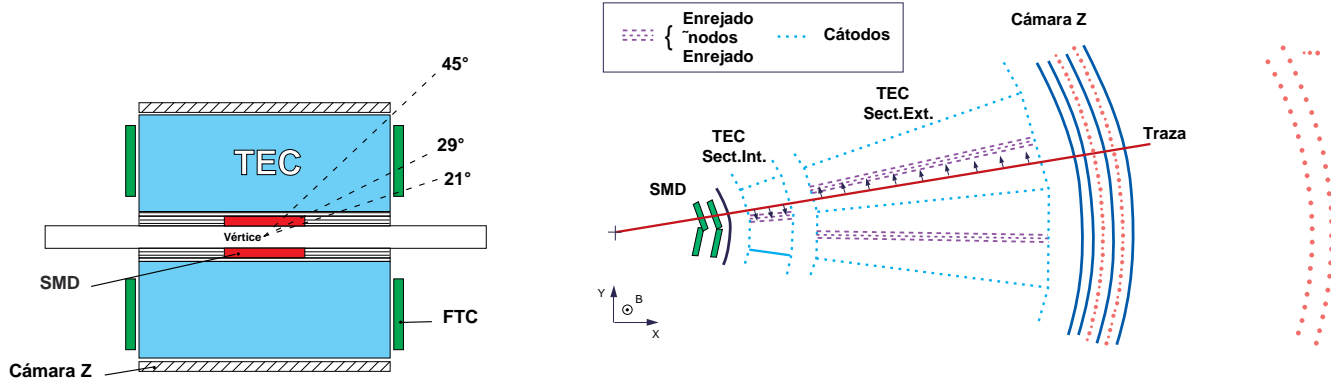 45°
29°
21°
TEC
Vértice
SMD
FTC
Cámara Z
Enrejado
{ ˜nodos
Enrejado
Cátodos
Cámara Z
TEC
Sect.Ext.
TEC
Sect.Int.
Traza
SMD
Y
B
X